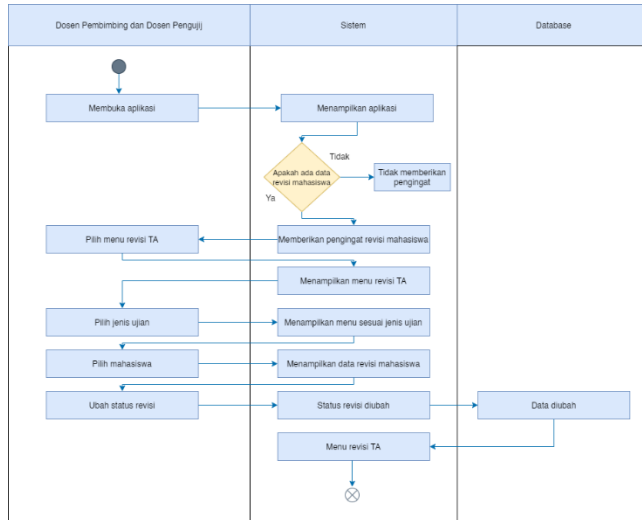 Dosen Pembimbing dan Dosen Pengujij
Sistem
Database
Membuka aplikasi
Menampilkan aplikasi
Tidak
Apakah ada data
revisi mahasiswa
Tidak memberikan
pengingat
Ya
Pilih menu revisi TA
Memberikan pengingat revisi mahasiswa
Menampilkan menu revisi TA
Pilih jenis ujian
Menampilkan menu sesuai jenis ujian
Pilih mahasiswa
Menampilkan data revisi mahasiswa
Ubah status revisi
Status revisi diubah
Data diubah
Menu revisi TA